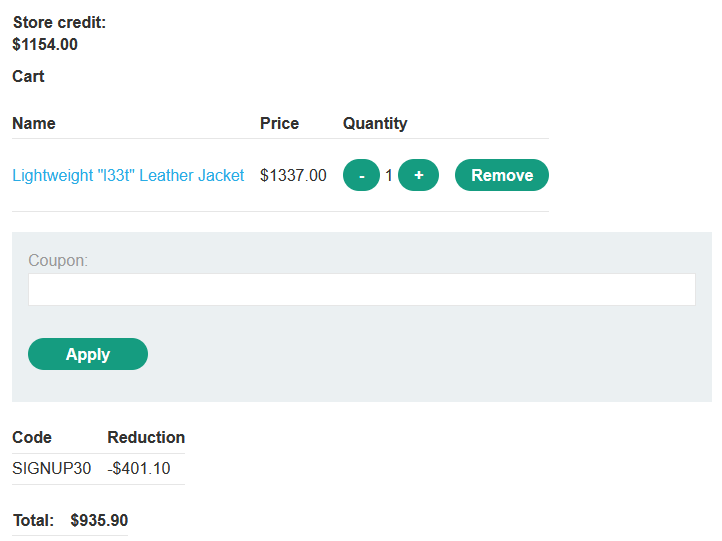 Store credit:
$1154.00
Cart
Name Price Quantity
Lightweight "l33t" Leather Jacket $1337.00 - 1 + Remove
Coupon:
Apply
Code Reduction
SIGNUP30 -$401.10
Total: $935.90